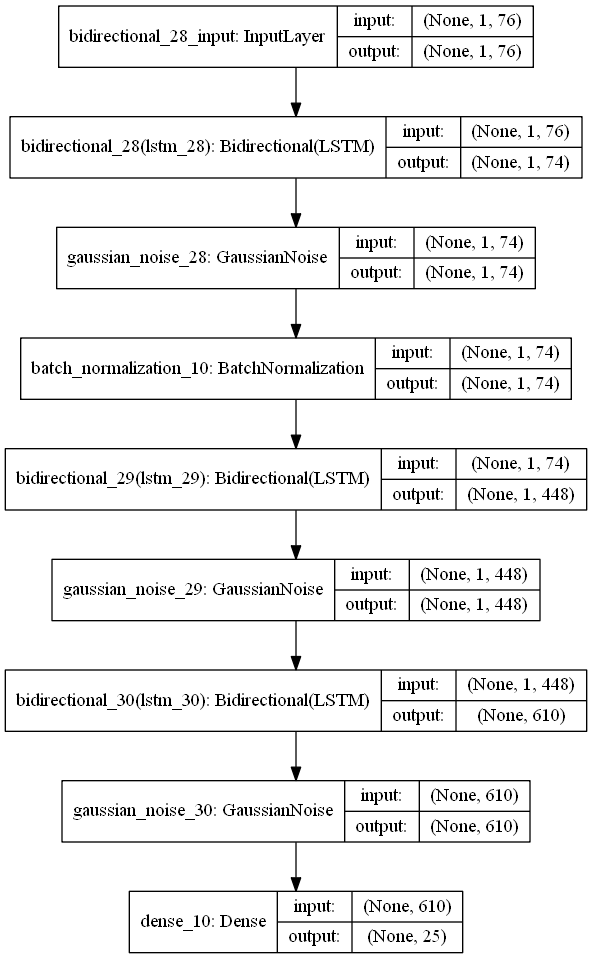 bidirectional_28_input: InputLayer
input: (None, 1, 76)
output: (None, 1, 76)
bidirectional_28(lstm_28): Bidirectional(LSTM)
input: (None, 1, 76)
output: (None, 1, 74)
gaussian_noise_28: GaussianNoise
input: (None, 1, 74)
output: (None, 1, 74)
batch_normalization_10: BatchNormalization
input: (None, 1, 74)
output: (None, 1, 74)
bidirectional_29(lstm_29): Bidirectional(LSTM)
input: (None, 1, 74)
output: (None, 1, 448)
gaussian_noise_29: GaussianNoise
input: (None, 1, 448)
output: (None, 1, 448)
bidirectional_30(lstm_30): Bidirectional(LSTM)
input: (None, 1, 448)
output: (None, 610)
gaussian_noise_30: GaussianNoise
input: (None, 610)
output: (None, 610)
dense_10: Dense
input: (None, 610)
output: (None, 25)